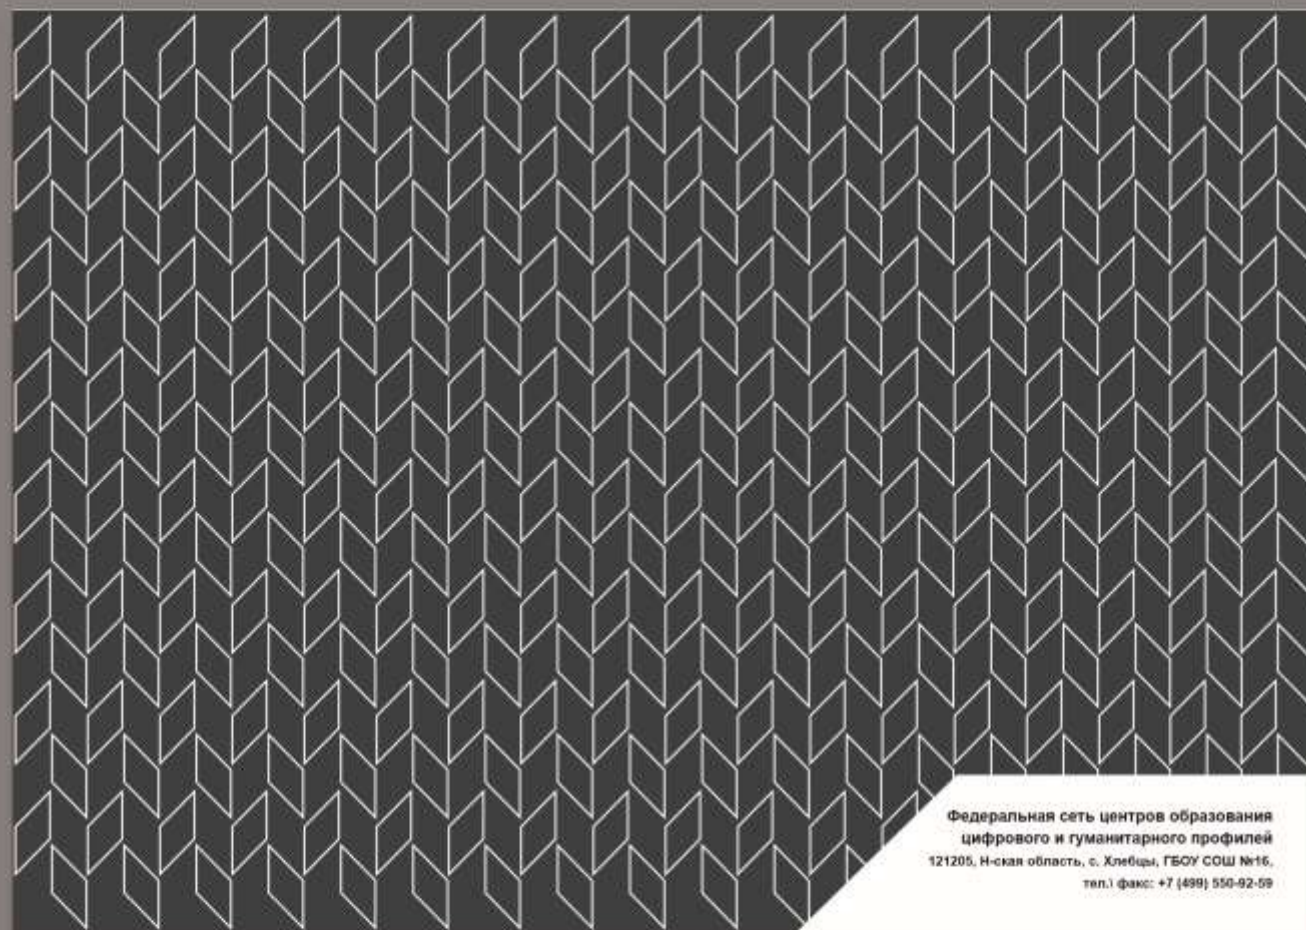 Федеральная сеть центров образования
цифрового и гуманитарного профилей
121205, Н-ская область, с. Хлебцы, ГБОУ СОШ №16,
тел.\ факс: +7 (499) 550-92-59